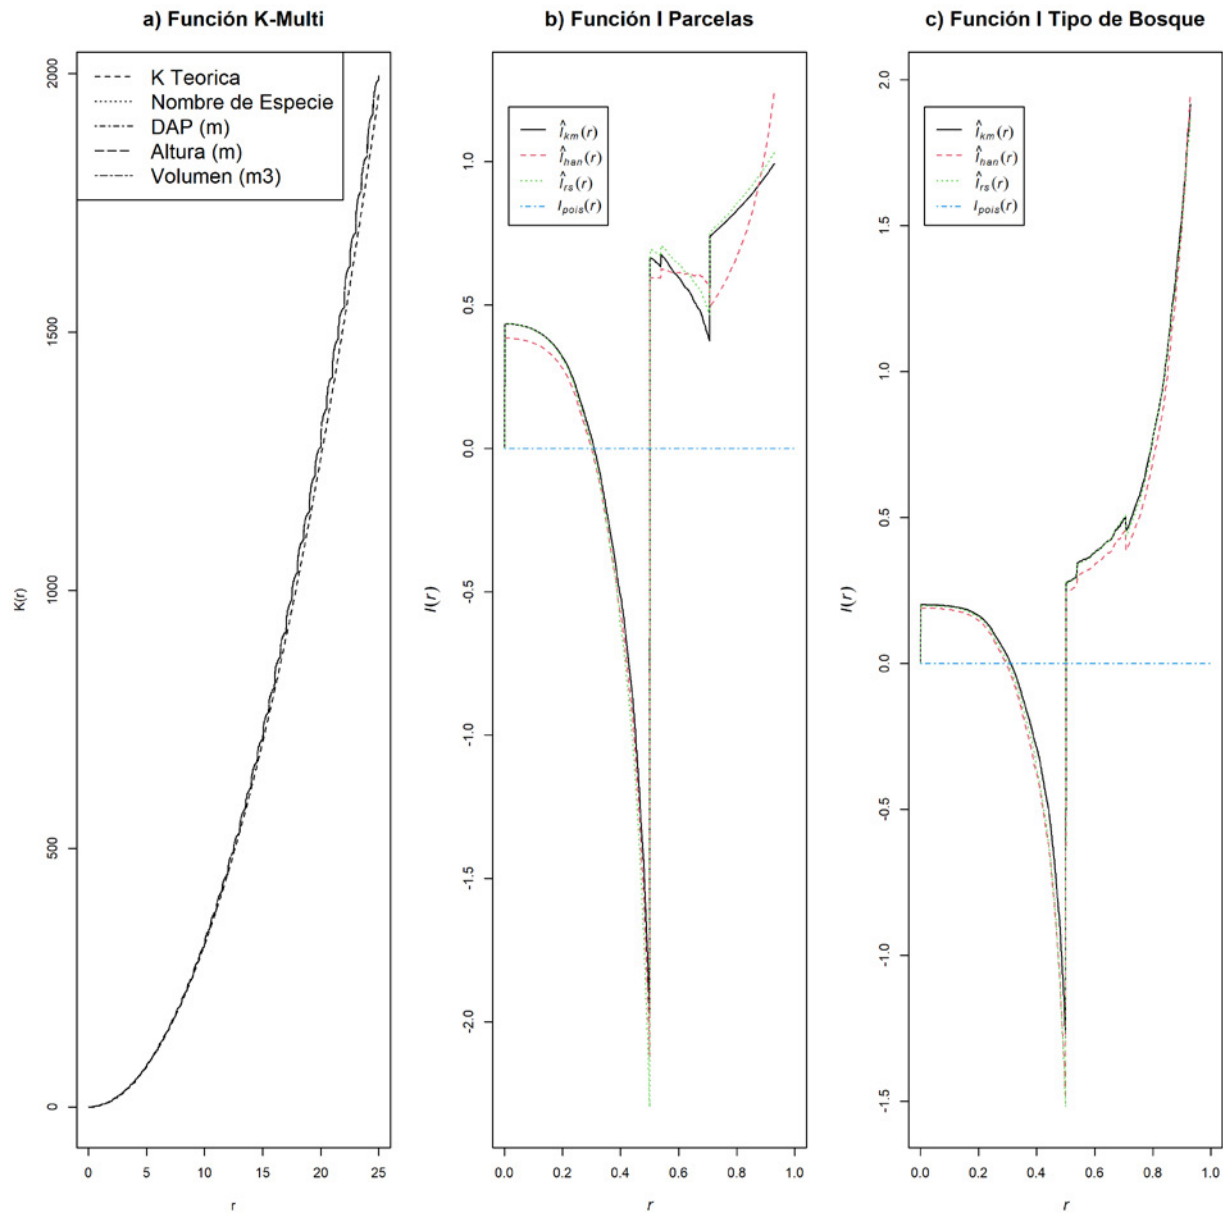 a) Función K-Multi
K Teorica
Nombre de Especie
DAP (m)
Altura (m)
Volumen (m3)
K(r)
0
500
1000
1500
2000
0 5 10 15 20 25
r
b) Función I Parcelas
Î_km(r)
Î_han(r)
Î_rs(r)
I_pois(r)
I(r)
1.0
0.5
0.0
-0.5
-1.0
-1.5
-2.0
0.0 0.2 0.4 0.6 0.8 1.0
r
c) Función I Tipo de Bosque
Î_km(r)
Î_han(r)
Î_rs(r)
I_pois(r)
I(r)
2.0
1.5
1.0
0.5
0.0
-0.5
-1.0
-1.5
0.0 0.2 0.4 0.6 0.8 1.0
r